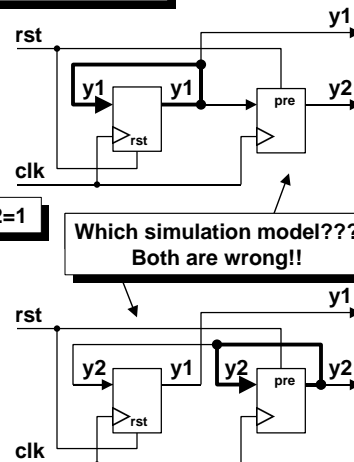 y1
rst
y1
y1
pre
y2
rst
clk
2=1
Which simulation model???
Both are wrong!!
y1
rst
y2
y1
y2
pre
y2
rst
clk